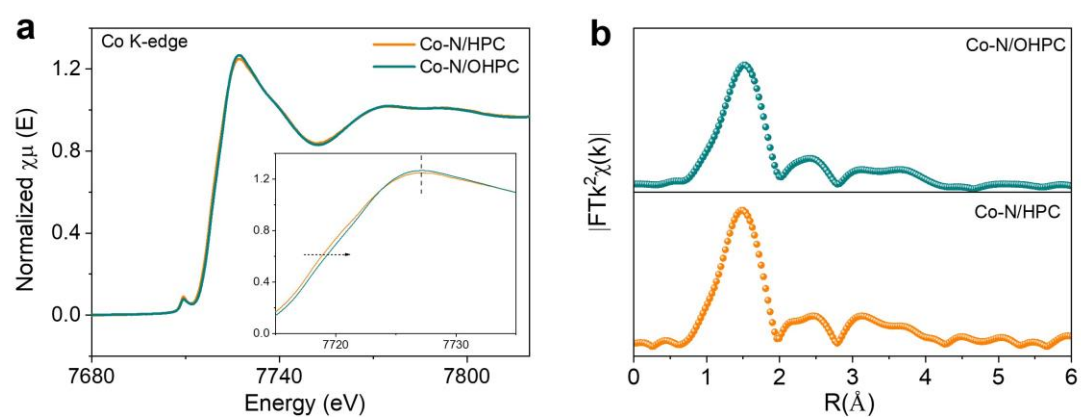 a
Co K-edge
Co-N/HPC
Co-N/OHPC
Normalized χμ (E)
1.2
0.8
0.4
0.0
1.2
0.8
0.4
0.0
7720
7730
7680
7740
7800
Energy (eV)
b
Co-N/OHPC
Co-N/HPC
|FTk²χ(k)|
0
1
2
3
4
5
6
R(Å)